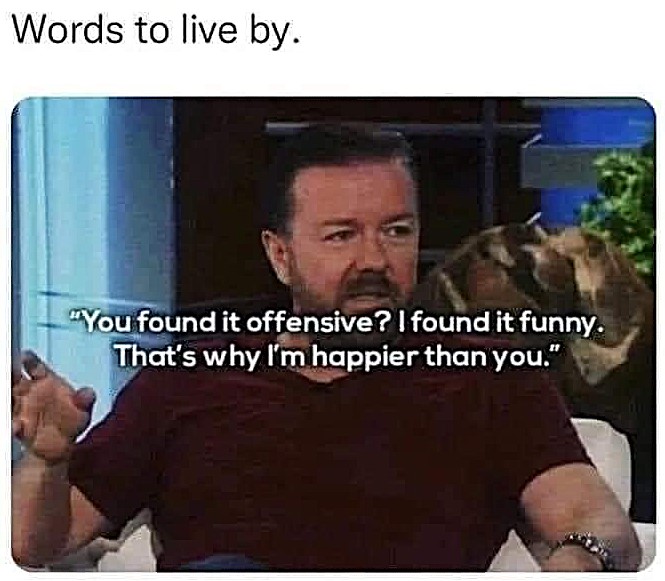 Words to live by.
"You found it offensive? I found it funny.
That's why I'm happier than you."